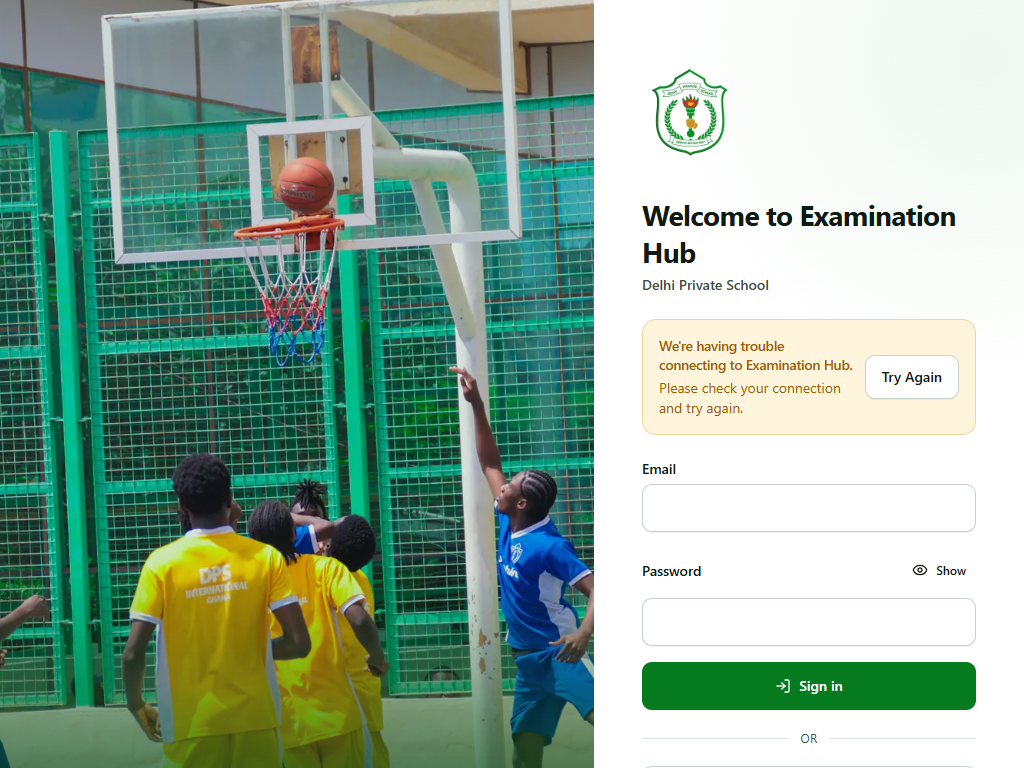 DPS
INTERNATIONAL
GHANA
Welcome to Examination
Hub
Delhi Private School
We're having trouble
connecting to Examination Hub.
Please check your connection
and try again.
Try Again
Email
Password
Show
Sign in
OR